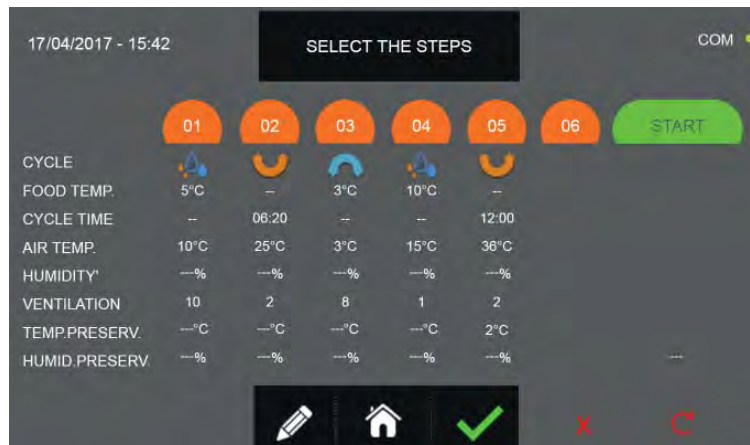 17/04/2017 - 15:42
SELECT THE STEPS
COM
01 02 03 04 05 06 START
CYCLE
FOOD TEMP. 5°C -- 3°C 10°C --
CYCLE TIME -- 06:20 -- -- 12:00
AIR TEMP. 10°C 25°C 3°C 15°C 36°C
HUMIDITY' ---% ---% ---% ---% ---%
VENTILATION 10 2 8 1 2
TEMP.PRESERV. ---°C ---°C ---°C ---°C 2°C
HUMID.PRESERV. ---% ---% ---% ---% ---% ---
X